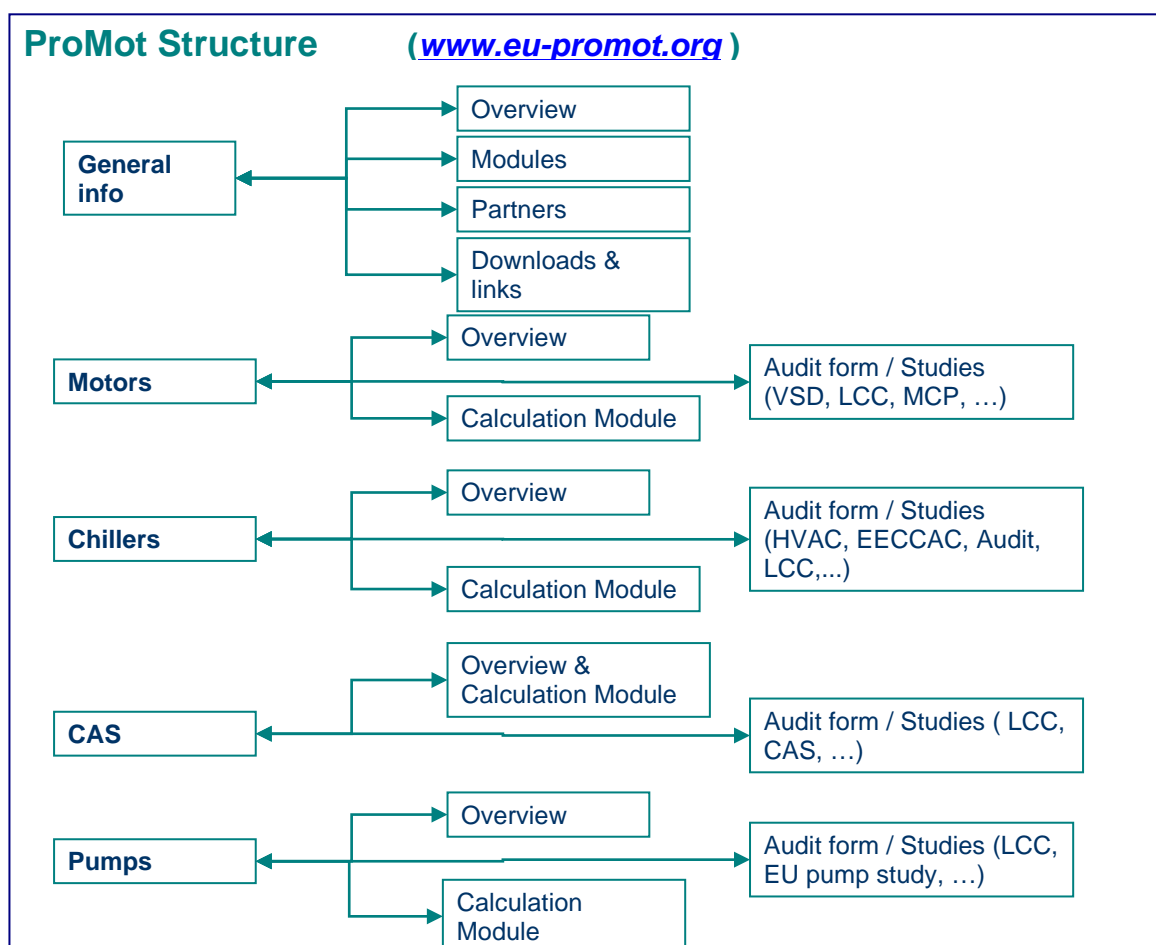 ProMot Structure (www.eu-promot.org )
Overview
General
info
Modules
Partners
Downloads &
links
Overview
Motors
Audit form / Studies
(VSD, LCC, MCP, …)
Calculation Module
Overview
Chillers
Audit form / Studies
(HVAC, EECCAC, Audit,
LCC,...)
Calculation Module
Overview &
Calculation Module
CAS
Audit form / Studies ( LCC,
CAS, …)
Overview
Pumps
Audit form / Studies (LCC,
EU pump study, …)
Calculation
Module